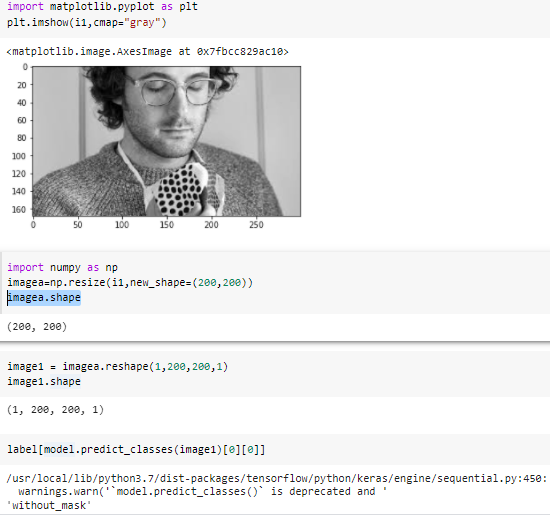 import matplotlib.pyplot as plt
plt.imshow(i1,cmap="gray")
<matplotlib.image.AxesImage at 0x7fbcc829ac10>
0
20
40
60
80
100
120
140
160
0 50 100 150 200 250
import numpy as np
imagea=np.resize(i1,new_shape=(200,200))
imagea.shape
(200, 200)
image1 = imagea.reshape(1,200,200,1)
image1.shape
(1, 200, 200, 1)
label[model.predict_classes(image1)[0][0]]
/usr/local/lib/python3.7/dist-packages/tensorflow/python/keras/engine/sequential.py:450:
warnings.warn('`model.predict_classes()` is deprecated and '
'without_mask'